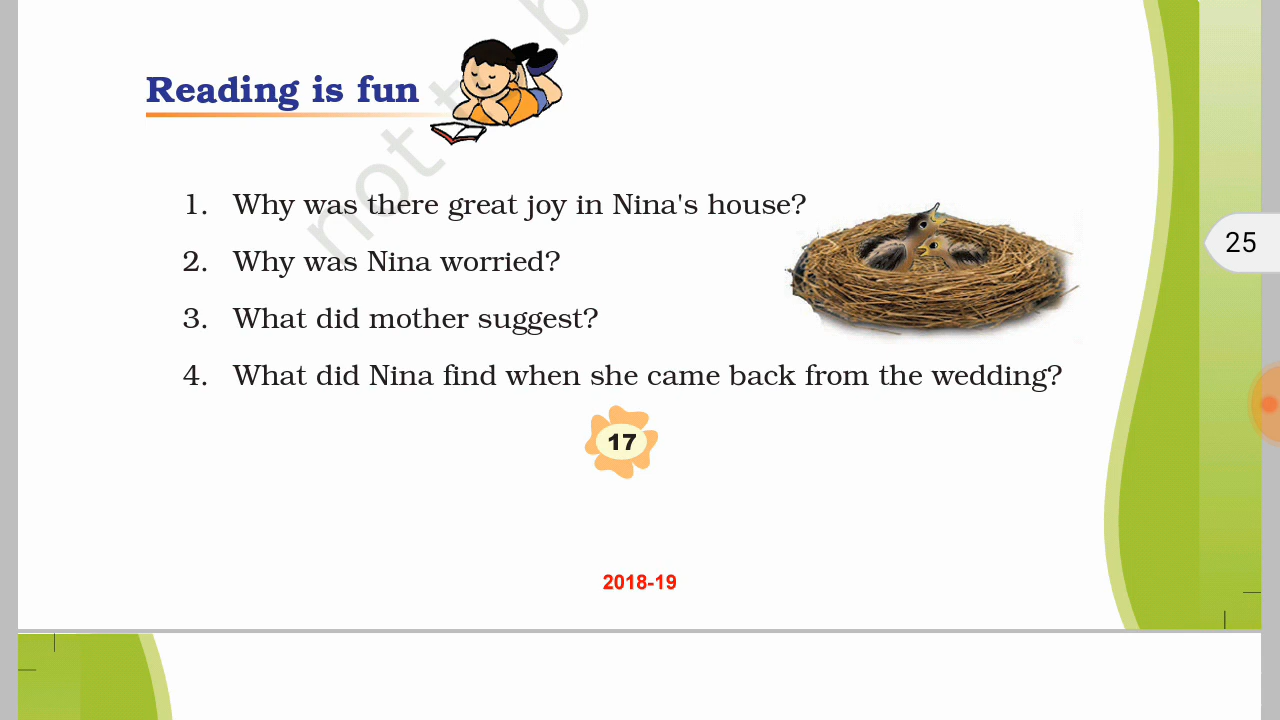 Reading is fun
not to b
1. Why was there great joy in Nina's house?
2. Why was Nina worried?
3. What did mother suggest?
4. What did Nina find when she came back from the wedding?
25
17
2018-19